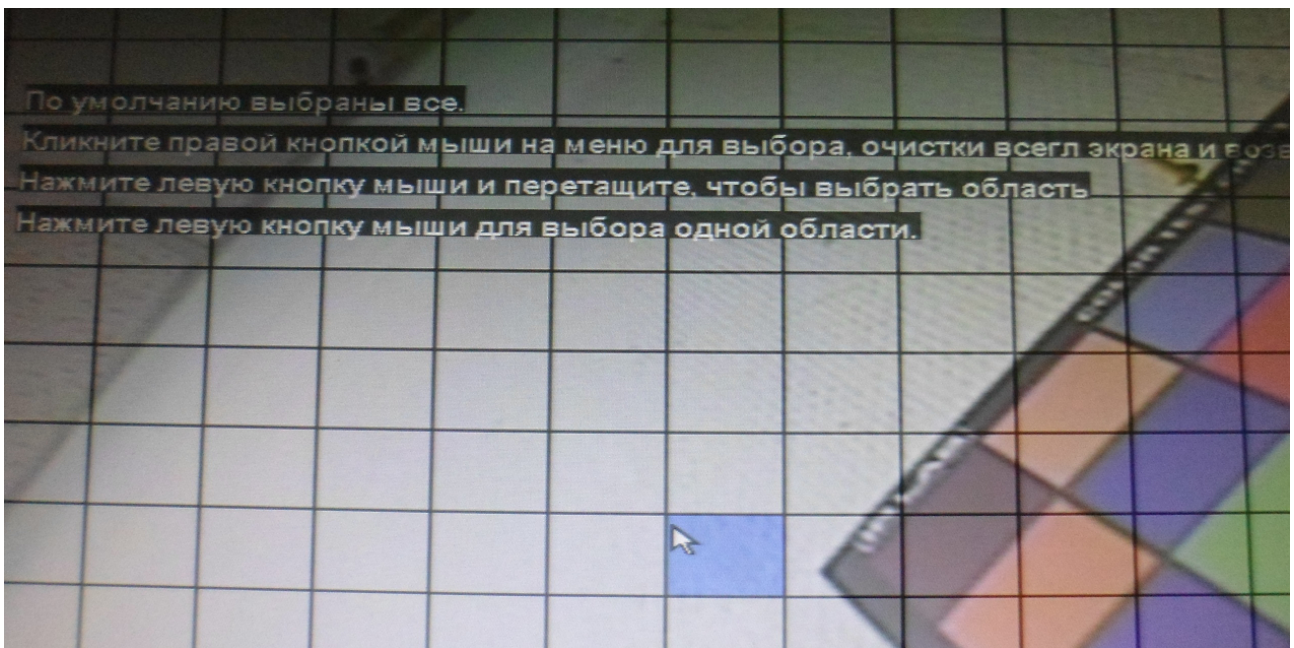 По умолчанию выбраны все.
Кликните правой кнопкой мыши на меню для выбора, очистки всегл экрана и
Нажмите левую кнопку мыши и перетащите, чтобы выбрать область
Нажмите левую кнопку мыши для выбора одной области.